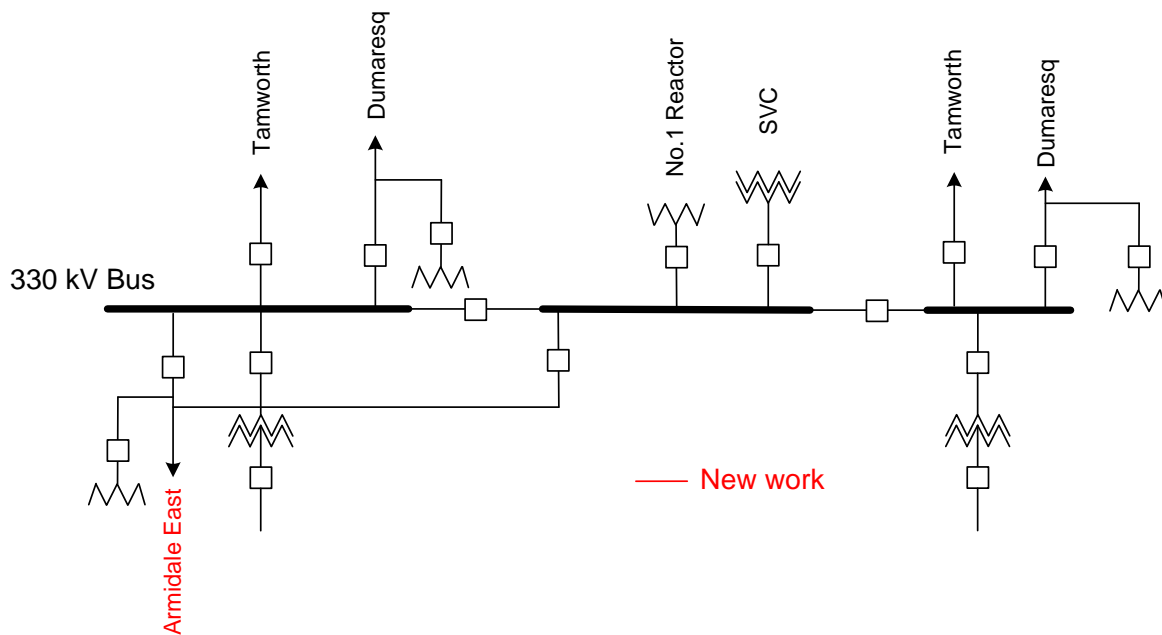 Tamworth
Dumaresq
No.1 Reactor
SVC
Tamworth
Dumaresq
330 kV Bus
New work
Armidale East